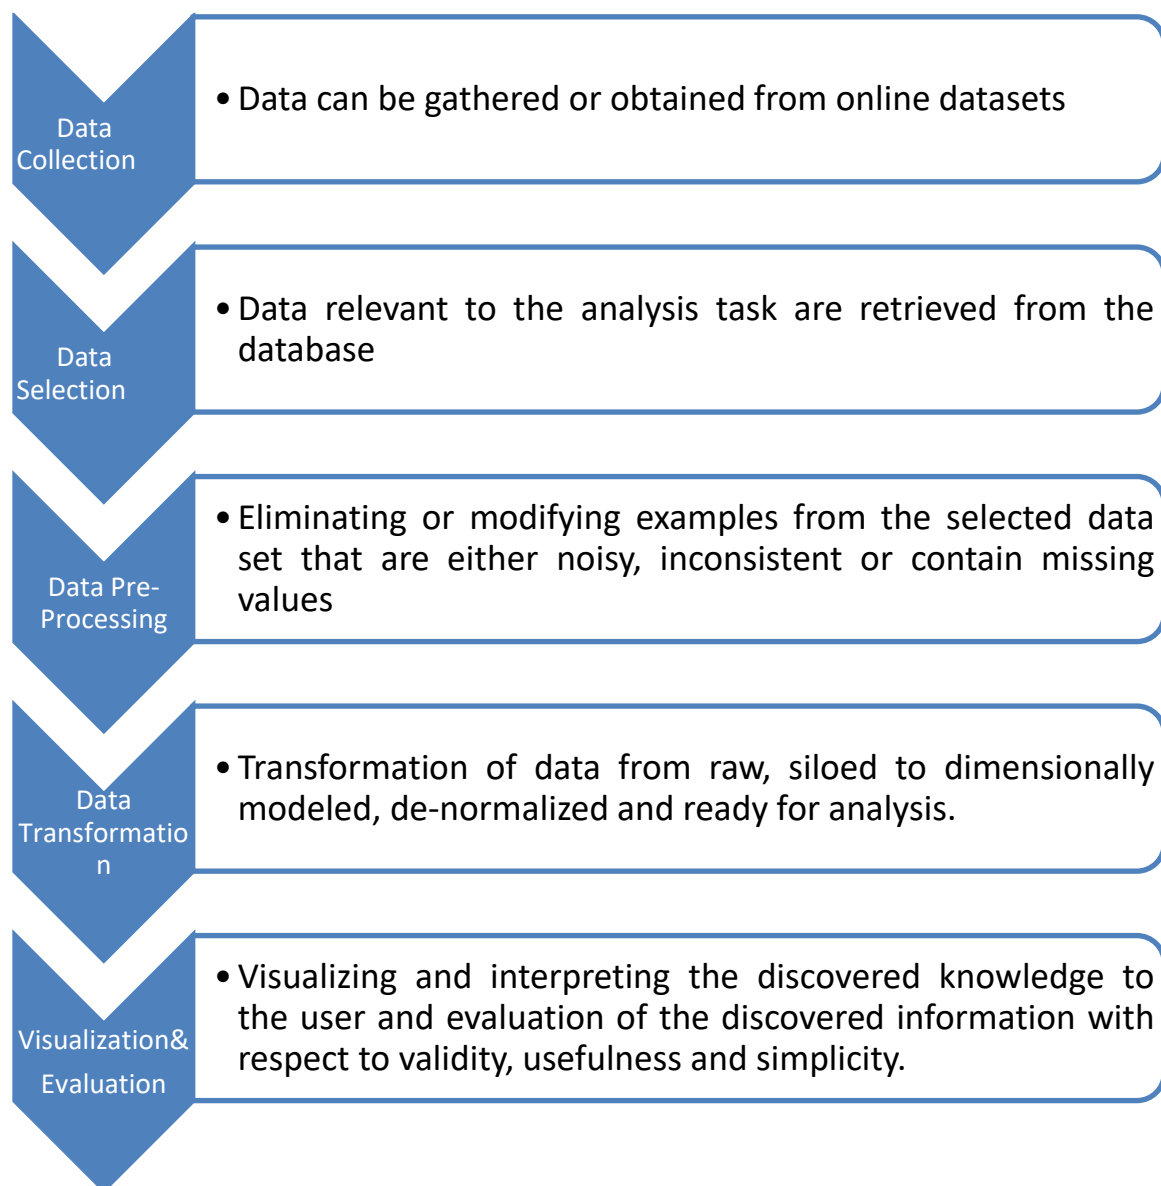 Data
Collection
• Data can be gathered or obtained from online datasets
Data
Selection
• Data relevant to the analysis task are retrieved from the
database
Data Pre-
Processing
• Eliminating or modifying examples from the selected data
set that are either noisy, inconsistent or contain missing
values
Data
Transformatio
n
• Transformation of data from raw, siloed to dimensionally
modeled, de-normalized and ready for analysis.
Visualization&
Evaluation
• Visualizing and interpreting the discovered knowledge to
the user and evaluation of the discovered information with
respect to validity, usefulness and simplicity.